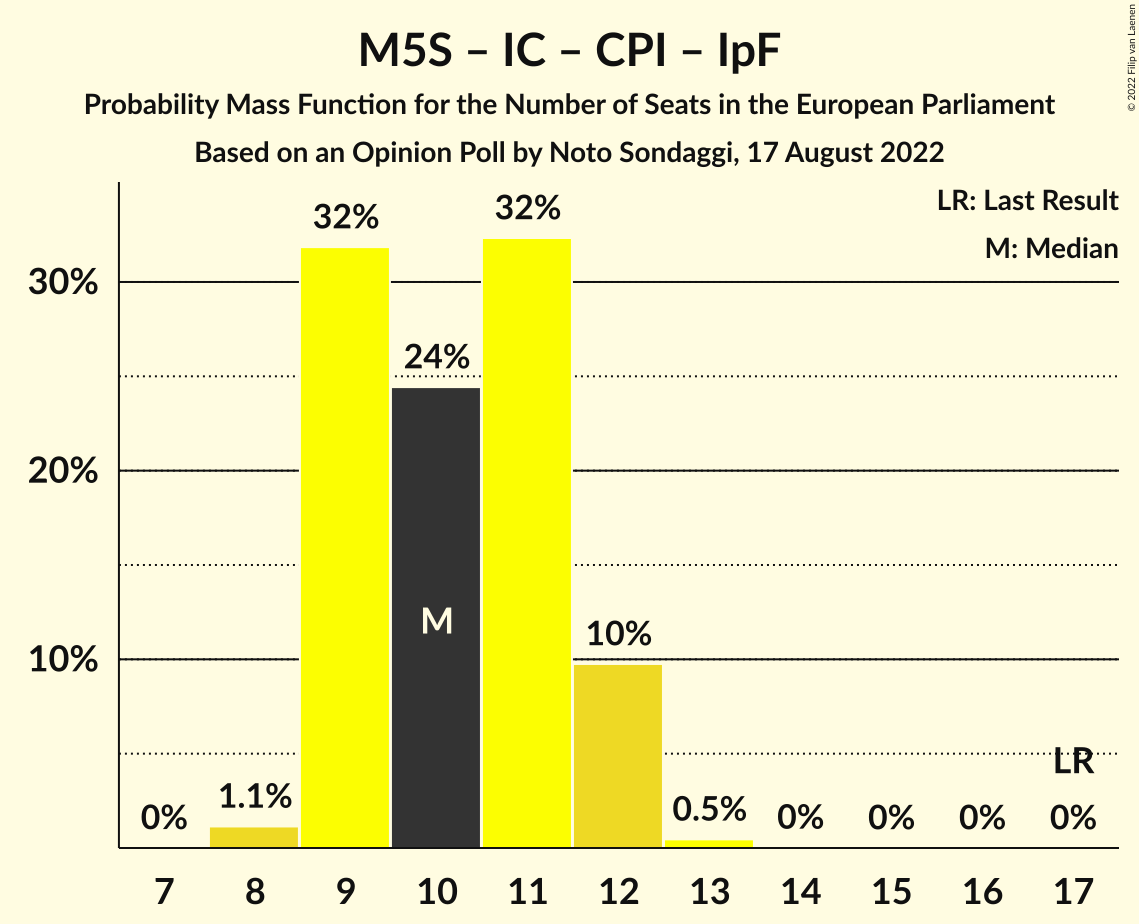 M5S – IC – CPI – IpF
Probability Mass Function for the Number of Seats in the European Parliament
Based on an Opinion Poll by Noto Sondaggi, 17 August 2022
© 2022 Filip van Laenen
LR: Last Result
M: Median
32%
32%
30%
24%
20%
M
10%
10%
LR
0%
1.1%
0.5%
0%
0%
0%
0%
7 8 9 10 11 12 13 14 15 16 17